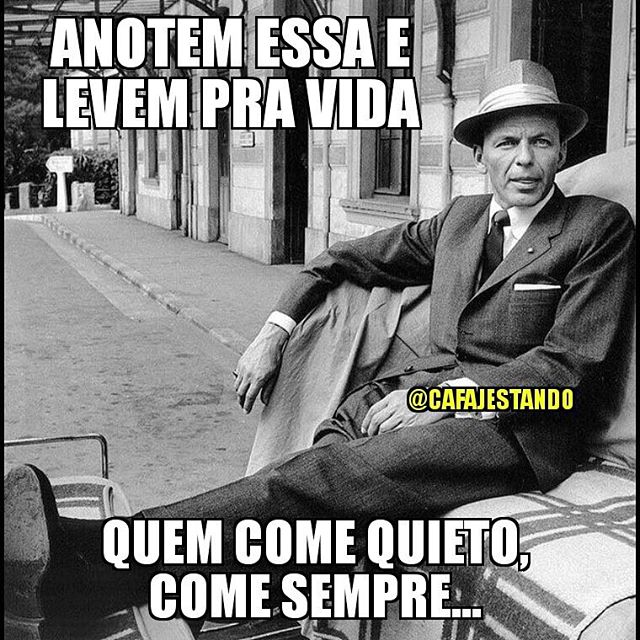 ANOTEM ESSA E
LEVEM PRA VIDA
@CAFAJESTANDO
QUEM COME QUIETO,
COME SEMPRE...